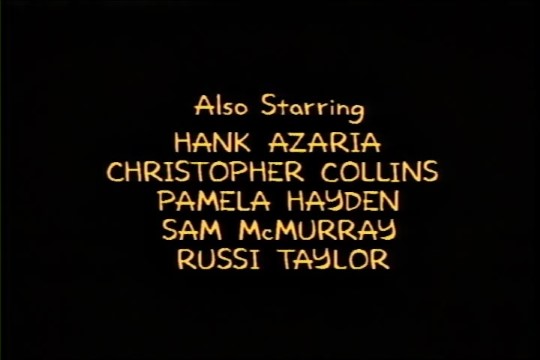 Also Starring
HANK AZARIA
CHRISTOPHER COLLINS
PAMELA HAYDEN
SAM McMURRAY
RUSSI TAYLOR